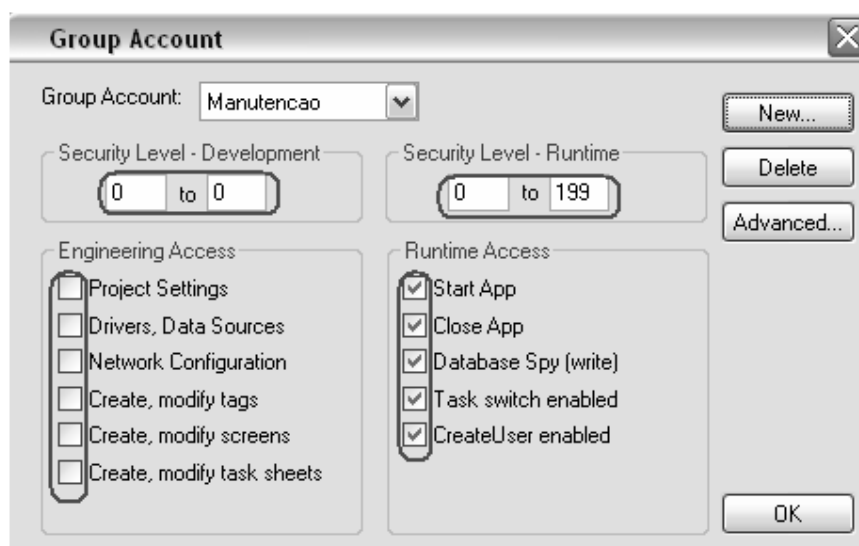 Group Account
Group Account: Manutencao
New...
Security Level - Development
0 to 0
Security Level - Runtime
0 to 199
Delete
Advanced...
Engineering Access
Project Settings
Drivers, Data Sources
Network Configuration
Create, modify tags
Create, modify screens
Create, modify task sheets
Runtime Access
Start App
Close App
Database Spy (write)
Task switch enabled
CreateUser enabled
OK